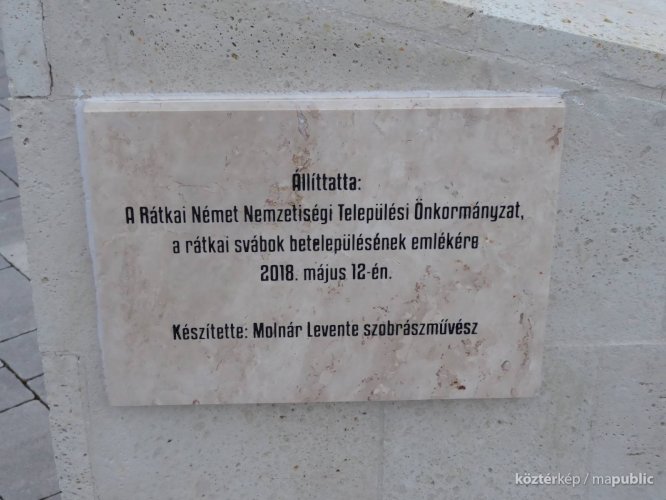 Állíttatta:
A Rátkai Német Nemzetiségi Települési Önkormányzat,
a rátkai svábok betelepülésének emlékére
2018. május 12-én.
Készítette: Molnár Levente szobrászművész
köztérkép / mapublic